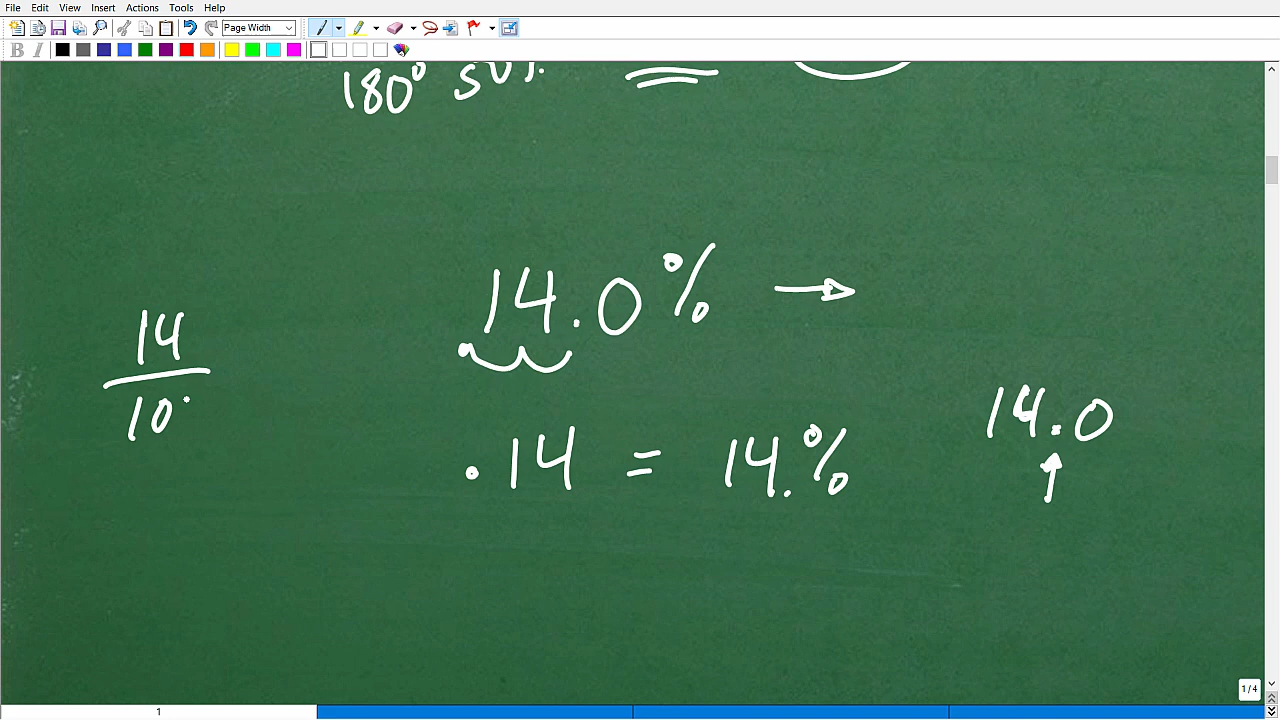 File Edit View Insert Actions Tools Help
Page Width
B I
180°
14.0% →
14
10
14.0
.14 = 14.%
1/4
1